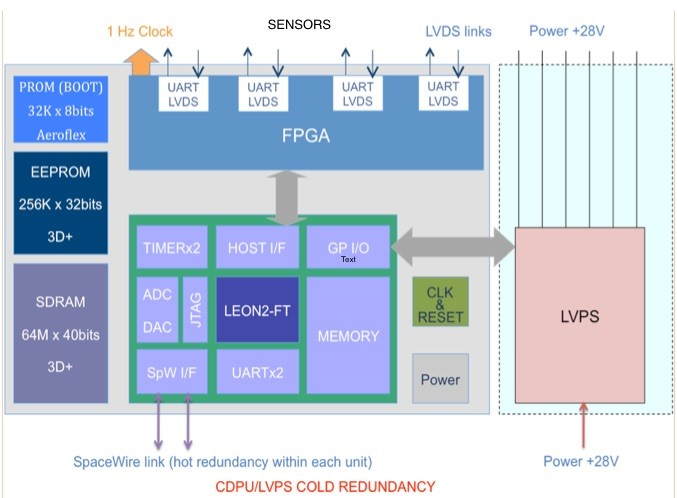 SENSORS
1 Hz Clock
LVDS links
Power +28V
PROM (BOOT)
32K x 8bits
Aeroflex
UART
LVDS
UART
LVDS
UART
LVDS
UART
LVDS
FPGA
EEPROM
256K x 32bits
3D+
SDRAM
64M x 40bits
3D+
TIMERx2
HOST I/F
GP I/O
Text
ADC
DAC
JTAG
LEON2-FT
MEMORY
SpW I/F
UARTx2
CLK
&
RESET
Power
LVPS
SpaceWire link (hot redundancy within each unit)
Power +28V
CDPU/LVPS COLD REDUNDANCY